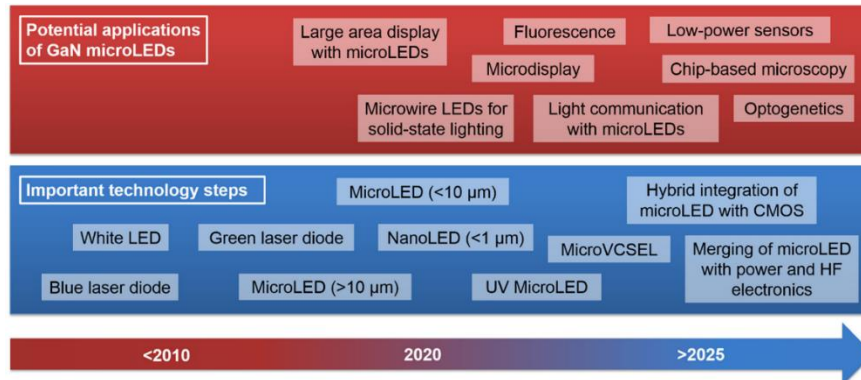 Potential applications
of GaN microLEDs
Large area display
with microLEDs
Fluorescence
Low-power sensors
Microdisplay
Chip-based microscopy
Microwire LEDs for
solid-state lighting
Light communication
with microLEDs
Optogenetics
Important technology steps
MicroLED (<10 µm)
Hybrid integration of
microLED with CMOS
White LED
Green laser diode
NanoLED (<1 µm)
MicroVCSEL
Merging of microLED
with power and HF
electronics
Blue laser diode
MicroLED (>10 µm)
UV MicroLED
<2010
2020
>2025